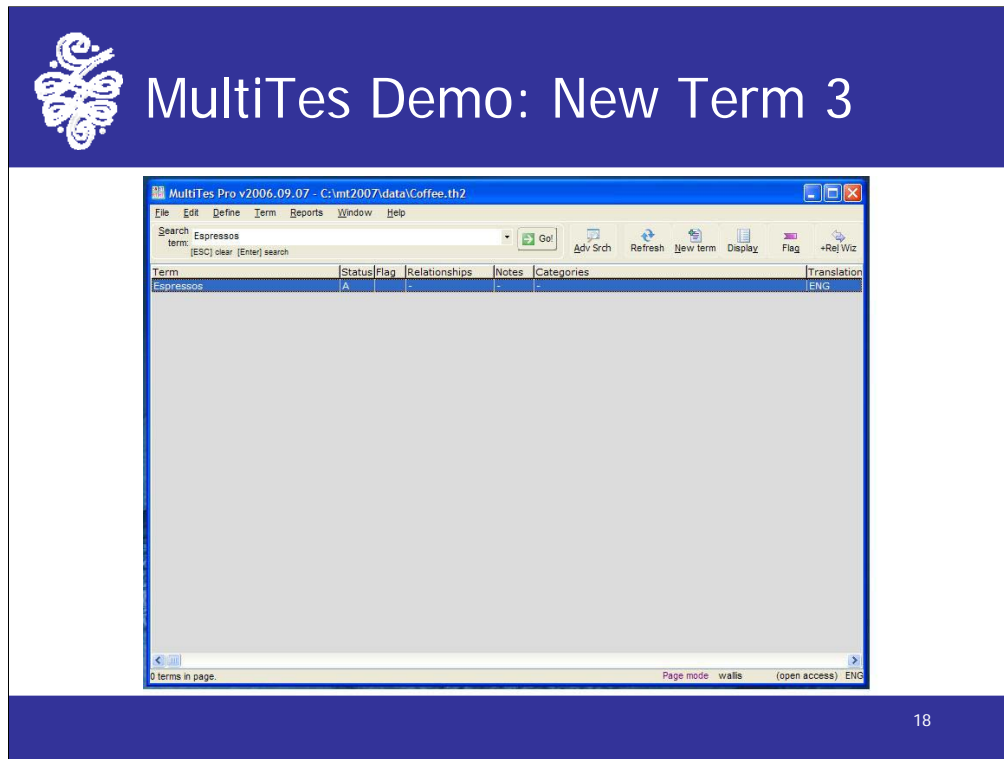 MultiTes Demo: New Term 3
MultiTes Pro v2006.09.07 - C:\mt2007\data\Coffee.th2
File Edit Define Term Reports Window Help
Search term: Espressos Go! Adv Srch Refresh New term Display Flag +Rel Wiz
[ESC] clear [Enter] search
Term Status Flag Relationships Notes Categories Translation
Espressos A - - - ENG
0 terms in page. Page mode wallis (open access) ENG
18